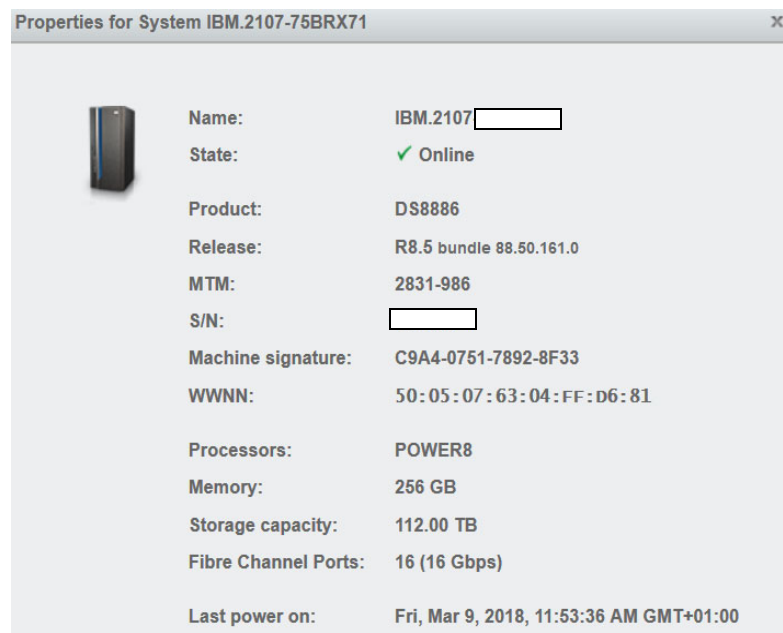 Properties for System IBM.2107-75BRX71 x
Name: IBM.2107
State: ✓ Online
Product: DS8886
Release: R8.5 bundle 88.50.161.0
MTM: 2831-986
S/N:
Machine signature: C9A4-0751-7892-8F33
WWNN: 50:05:07:63:04:FF:D6:81
Processors: POWER8
Memory: 256 GB
Storage capacity: 112.00 TB
Fibre Channel Ports: 16 (16 Gbps)
Last power on: Fri, Mar 9, 2018, 11:53:36 AM GMT+01:00